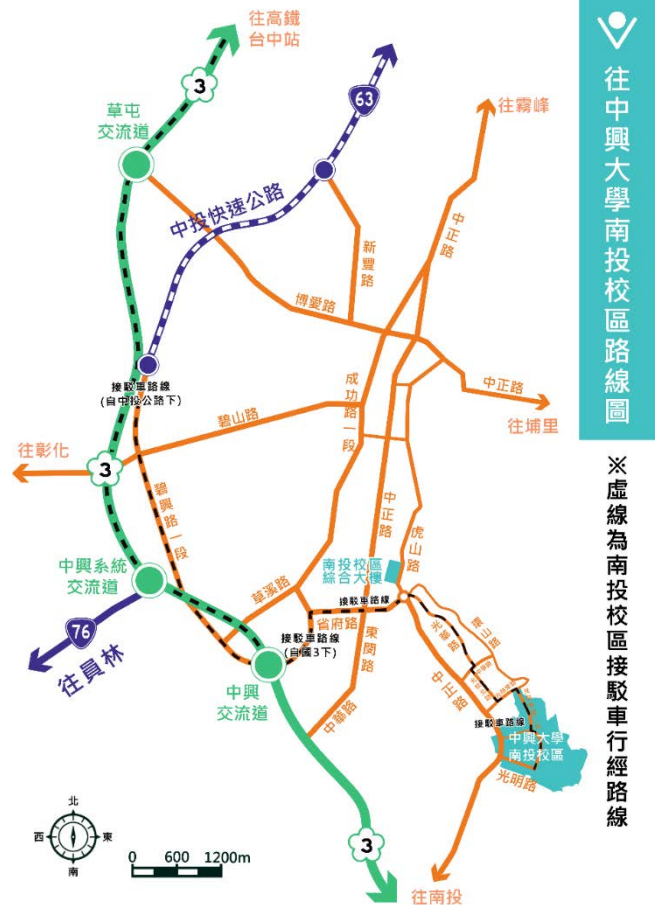 往中興大學南投校區路線圖
※虛線為南投校區接駁車行經路線
往高鐵
台中站
3
63
草屯
交流道
往霧峰
中投快速公路
中正路
新豐路
博愛路
接駁車路線
(自中投公路下)
成功路一段
中正路
往埔里
碧山路
往彰化
3
碧興路一段
中正路
虎山路
中興系統
交流道
南投校區
綜合大樓
草溪路
接駁車路線
76
往員林
省府路
接駁車路線
(自國3下)
東閔路
光華路
環山路
中正路
中興
交流道
中華路
接駁車路線
中興大學
南投校區
光明路
北
西
東
南
0 600 1200m
3
往南投